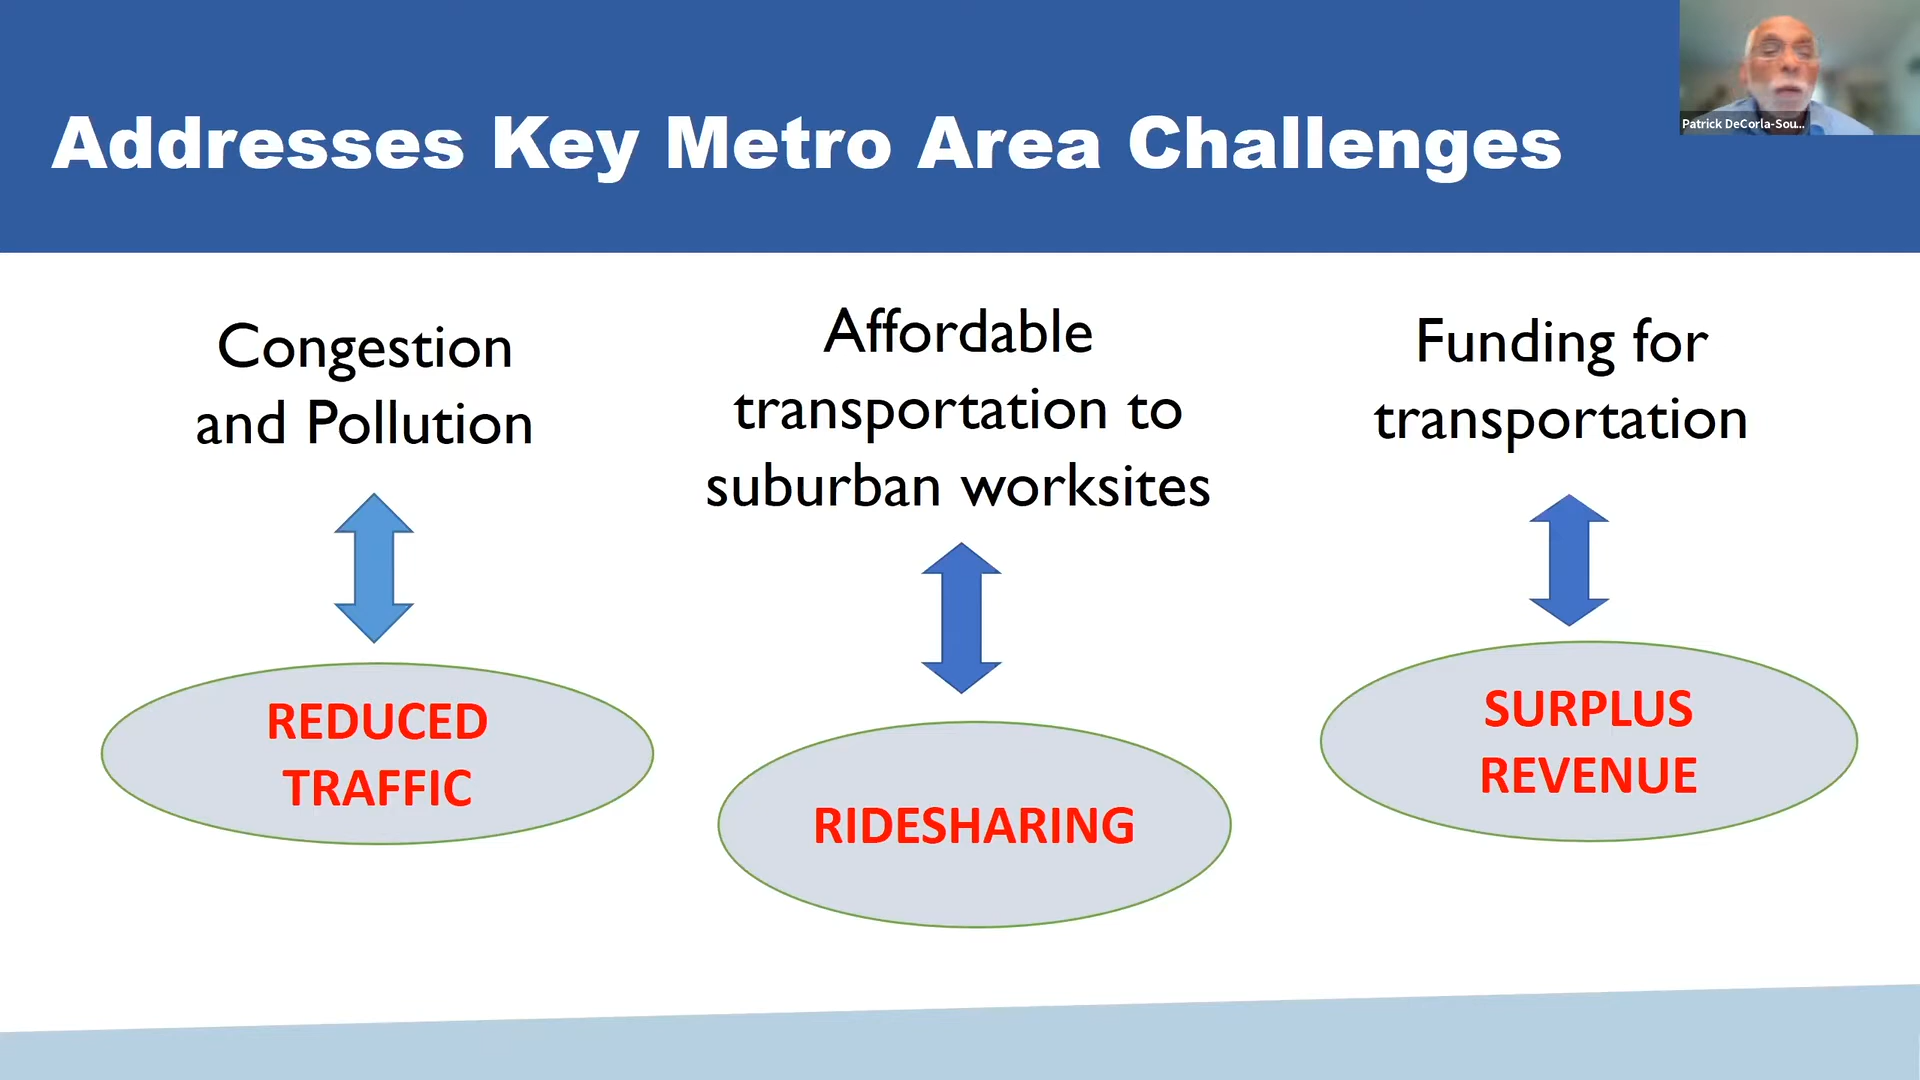 Addresses Key Metro Area Challenges
Patrick DeCorla-Sou...
Congestion
and Pollution
Affordable
transportation to
suburban worksites
Funding for
transportation
REDUCED
TRAFFIC
RIDESHARING
SURPLUS
REVENUE